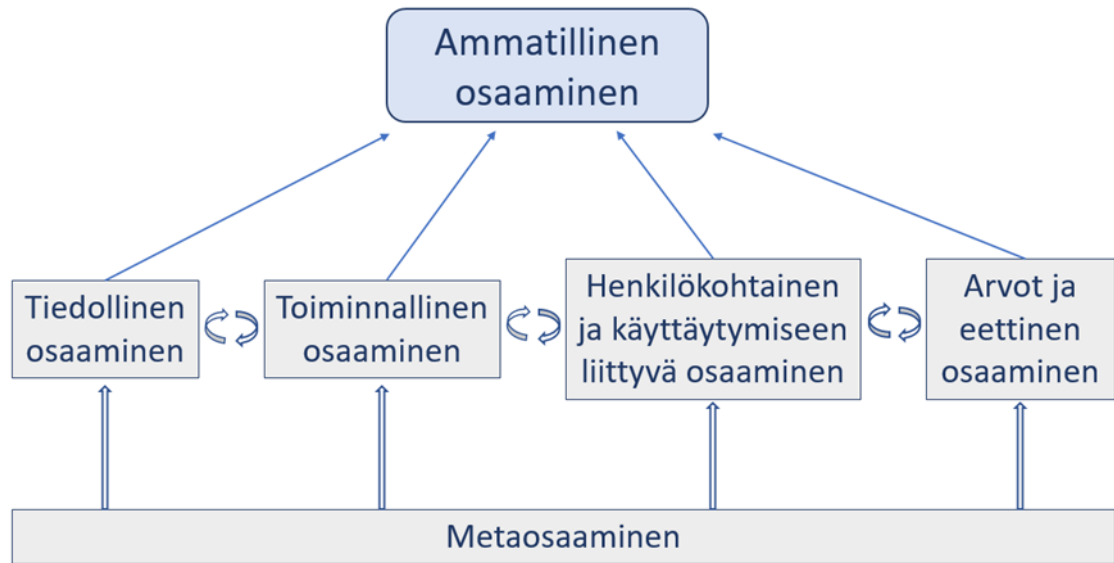 Ammatillinen
osaaminen
Tiedollinen
osaaminen
Toiminnallinen
osaaminen
Henkilökohtainen
ja käyttäytymiseen
liittyvä osaaminen
Arvot ja
eettinen
osaaminen
Metaosaaminen